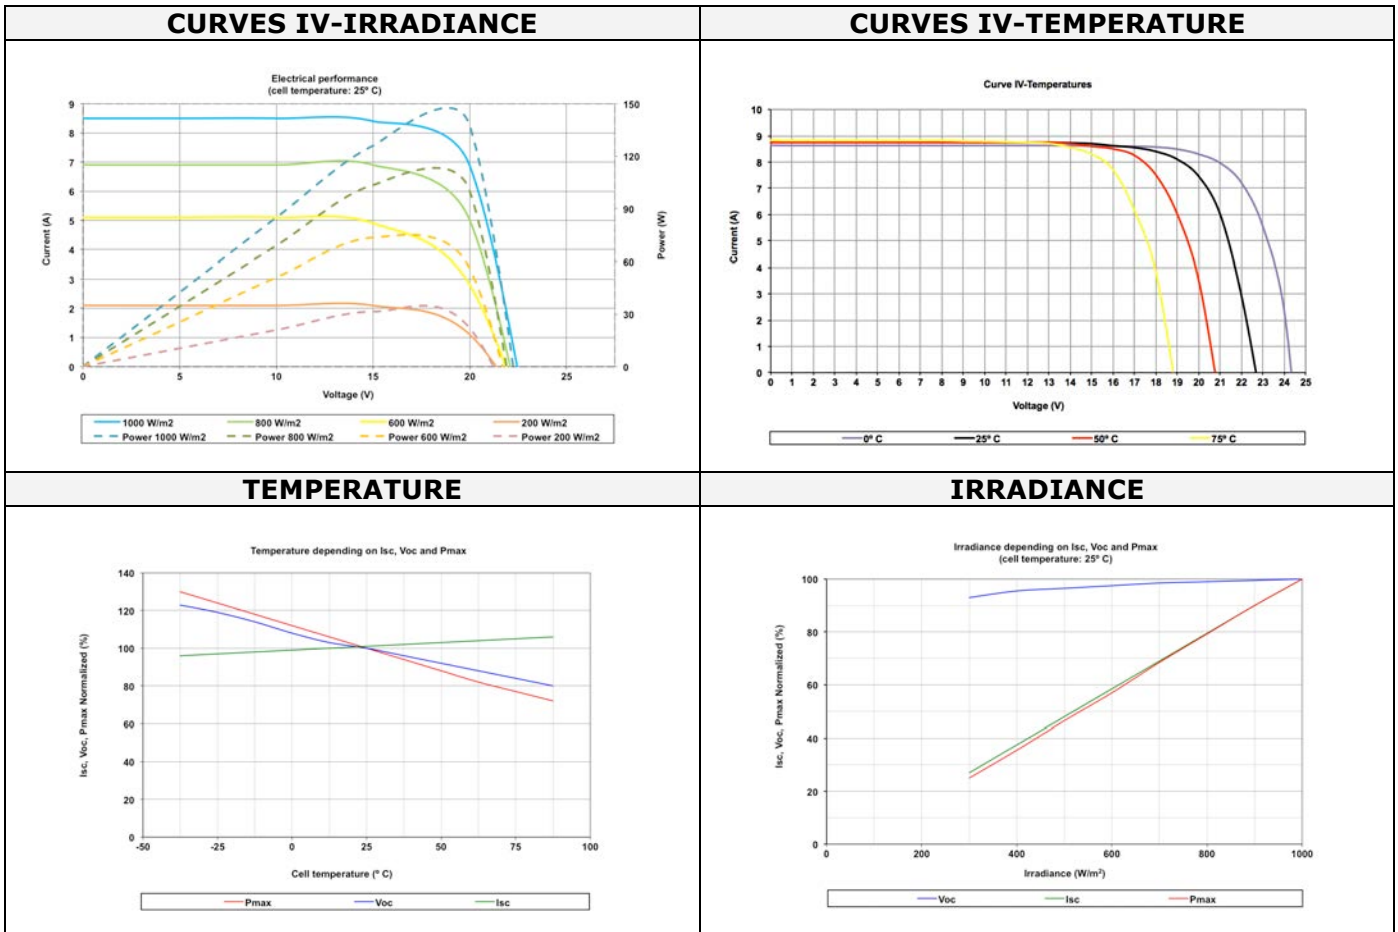 CURVES IV-IRRADIANCE
CURVES IV-TEMPERATURE
Electrical performance
(cell temperature: 25º C)
9
8
7
6
5
4
3
2
1
0
Current (A)
150
120
90
60
30
0
Power (W)
0 5 10 15 20 25
Voltage (V)
1000 W/m2 800 W/m2 600 W/m2 200 W/m2
Power 1000 W/m2 Power 800 W/m2 Power 600 W/m2 Power 200 W/m2
Curve IV-Temperatures
10
9
8
7
6
5
4
3
2
1
0
Current (A)
0 1 2 3 4 5 6 7 8 9 10 11 12 13 14 15 16 17 18 19 20 21 22 23 24 25
Voltage (V)
0º C 25º C 50º C 75º C
TEMPERATURE
IRRADIANCE
Temperature depending on Isc, Voc and Pmax
140
120
100
80
60
40
20
0
Isc, Voc, Pmax Normalized (%)
-50 -25 0 25 50 75 100
Cell temperature (º C)
Pmax Voc Isc
Irradiance depending on Isc, Voc and Pmax
(cell temperature: 25º C)
100
80
60
40
20
0
Isc, Voc, Pmax Normalized (%)
0 200 400 600 800 1000
Irradiance (W/m²)
Voc Isc Pmax